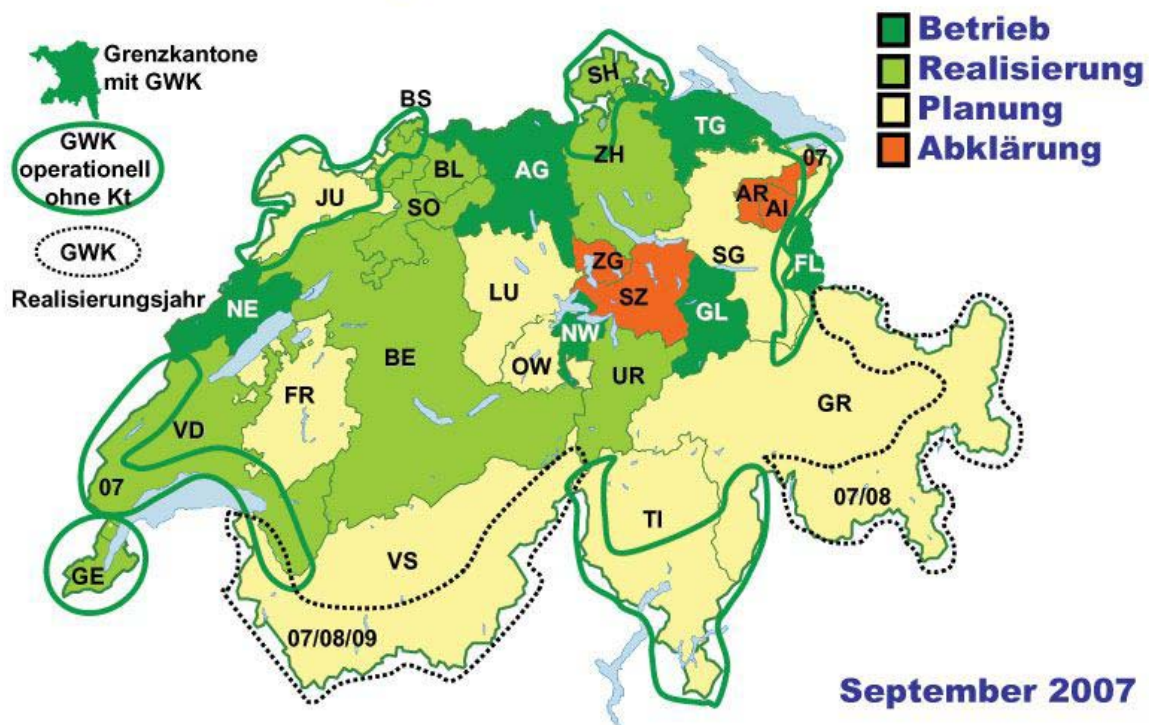 Grenzkantone
mit GWK
GWK
operationell
ohne Kt
GWK
Realisierungsjahr
Betrieb
Realisierung
Planung
Abklärung
SH
BS
TG
ZH
BL
AG
07
JU
SO
AR
AI
ZG
SG
FL
NE
LU
SZ
GL
NW
BE
OW
UR
FR
GR
VD
07
07/08
TI
VS
GE
07/08/09
September 2007